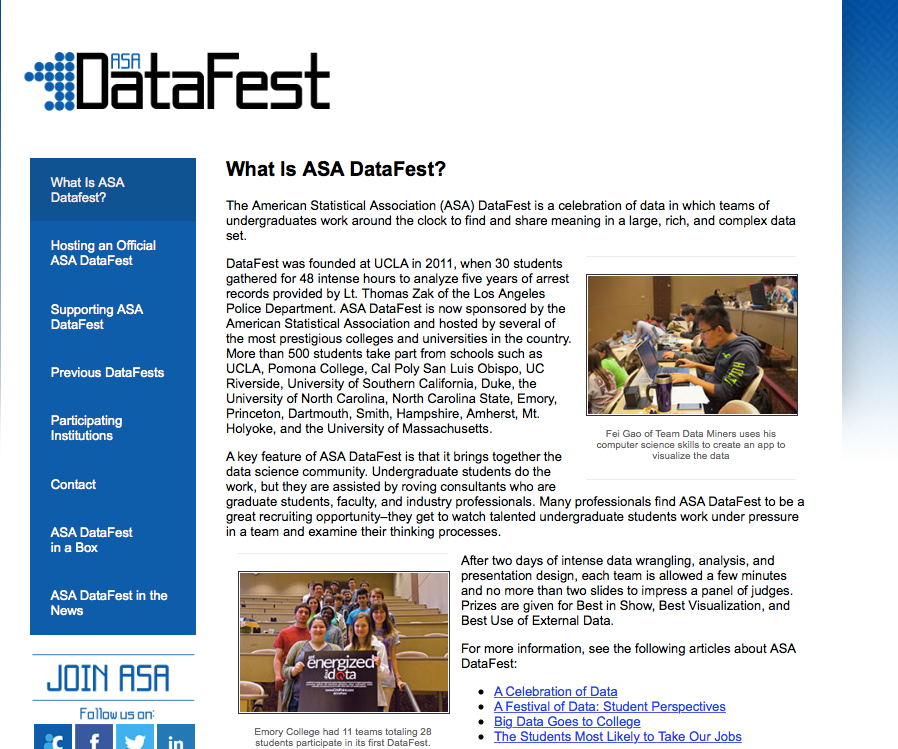 ASA
DataFest
What Is ASA
Datafest?
Hosting an Official
ASA DataFest
Supporting ASA
DataFest
Previous DataFests
Participating
Institutions
Contact
ASA DataFest
in a Box
ASA DataFest in the
News
JOIN ASA
Follow us on:
What Is ASA DataFest?
The American Statistical Association (ASA) DataFest is a celebration of data in which teams of
undergraduates work around the clock to find and share meaning in a large, rich, and complex data
set.
DataFest was founded at UCLA in 2011, when 30 students
gathered for 48 intense hours to analyze five years of arrest
records provided by Lt. Thomas Zak of the Los Angeles
Police Department. ASA DataFest is now sponsored by the
American Statistical Association and hosted by several of
the most prestigious colleges and universities in the country.
More than 500 students take part from schools such as
UCLA, Pomona College, Cal Poly San Luis Obispo, UC
Riverside, University of Southern California, Duke, the
University of North Carolina, North Carolina State, Emory,
Princeton, Dartmouth, Smith, Hampshire, Amherst, Mt.
Holyoke, and the University of Massachusetts.
Fei Gao of Team Data Miners uses his
computer science skills to create an app to
visualize the data
A key feature of ASA DataFest is that it brings together the
data science community. Undergraduate students do the
work, but they are assisted by roving consultants who are
graduate students, faculty, and industry professionals. Many professionals find ASA DataFest to be a
great recruiting opportunity–they get to watch talented undergraduate students work under pressure
in a team and examine their thinking processes.
energized
data
Emory College had 11 teams totaling 28
students participate in its first DataFest.
After two days of intense data wrangling, analysis, and
presentation design, each team is allowed a few minutes
and no more than two slides to impress a panel of judges.
Prizes are given for Best in Show, Best Visualization, and
Best Use of External Data.
For more information, see the following articles about ASA
DataFest:
A Celebration of Data
A Festival of Data: Student Perspectives
Big Data Goes to College
The Students Most Likely to Take Our Jobs